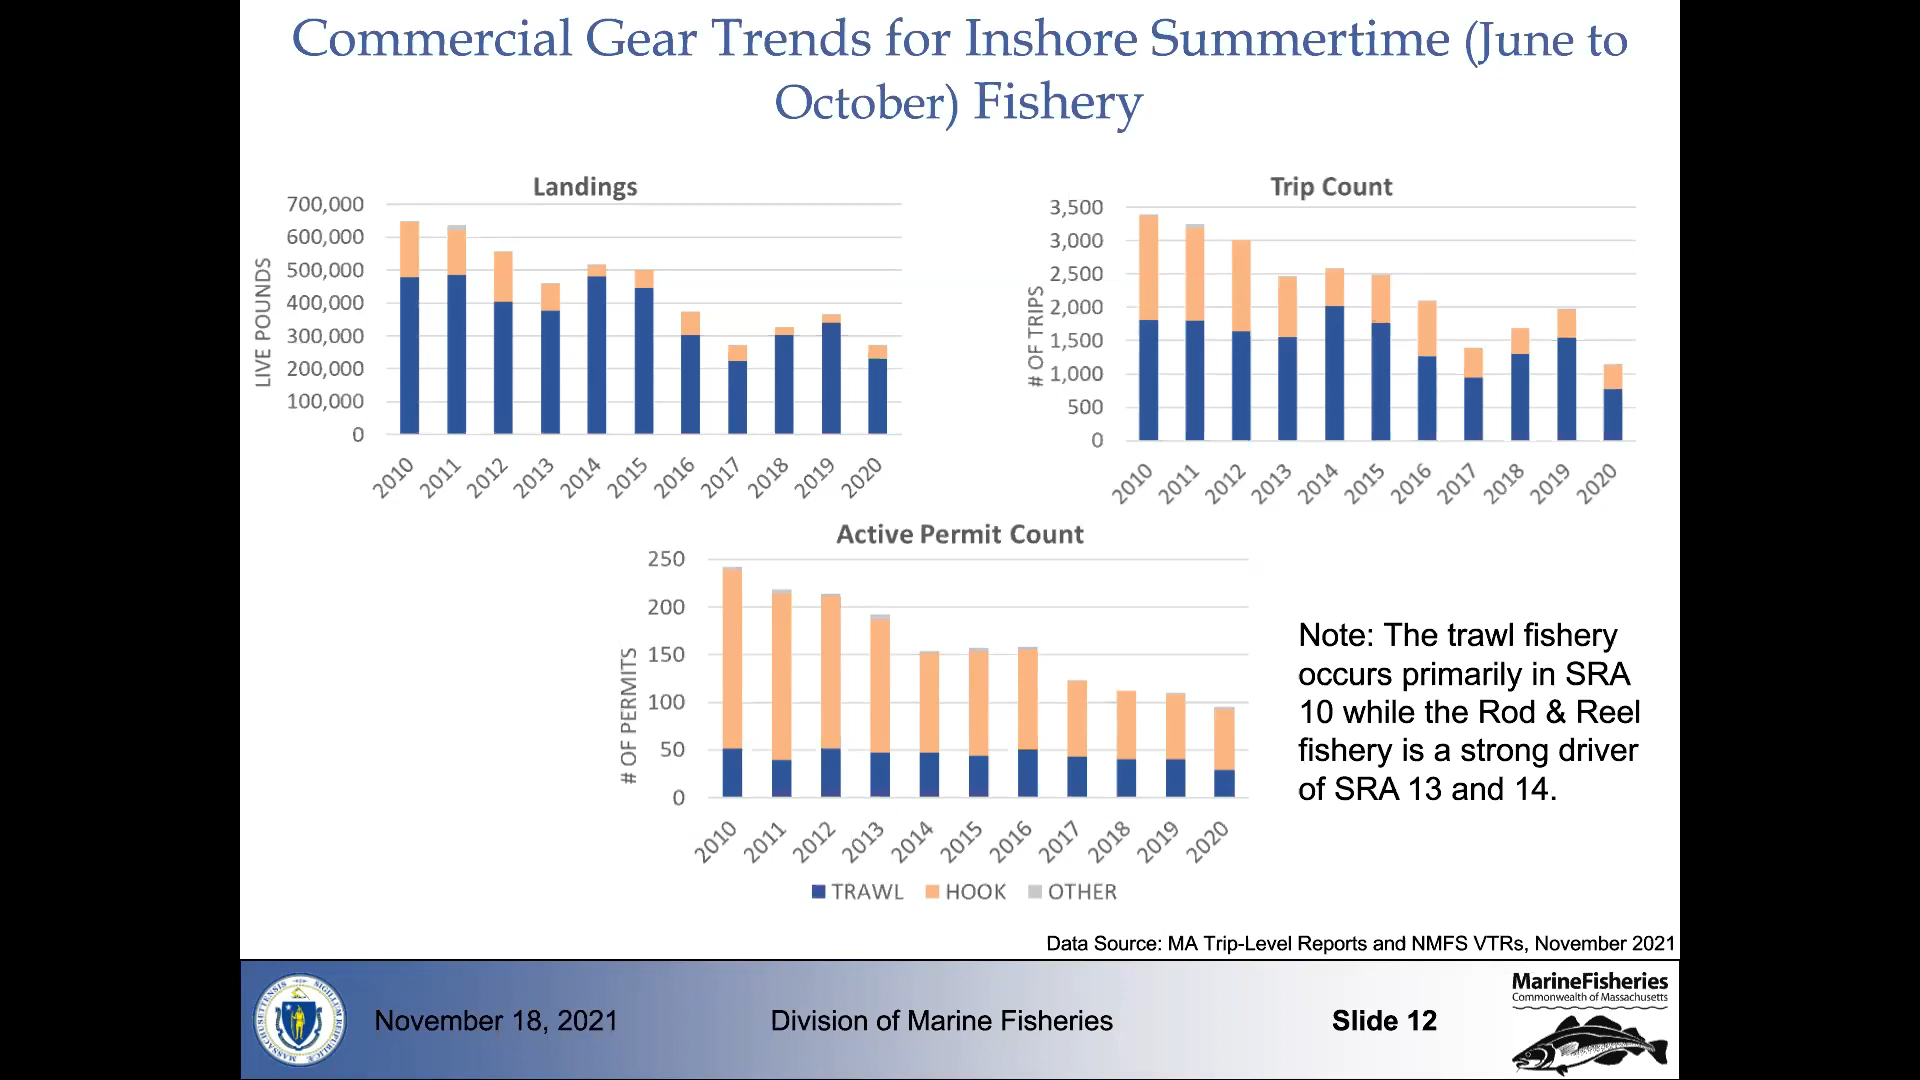 Commercial Gear Trends for Inshore Summertime (June to
October) Fishery
Landings
LIVE POUNDS
700,000
600,000
500,000
400,000
300,000
200,000
100,000
0
2010
2011
2012
2013
2014
2015
2016
2017
2018
2019
2020
Trip Count
# OF TRIPS
3,500
3,000
2,500
2,000
1,500
1,000
500
0
2010
2011
2012
2013
2014
2015
2016
2017
2018
2019
2020
Active Permit Count
# OF PERMITS
250
200
150
100
50
0
2010
2011
2012
2013
2014
2015
2016
2017
2018
2019
2020
TRAWL HOOK OTHER
Note: The trawl fishery
occurs primarily in SRA
10 while the Rod & Reel
fishery is a strong driver
of SRA 13 and 14.
Data Source: MA Trip-Level Reports and NMFS VTRs, November 2021
November 18, 2021
Division of Marine Fisheries
Slide 12
MarineFisheries
Commonwealth of Massachusetts